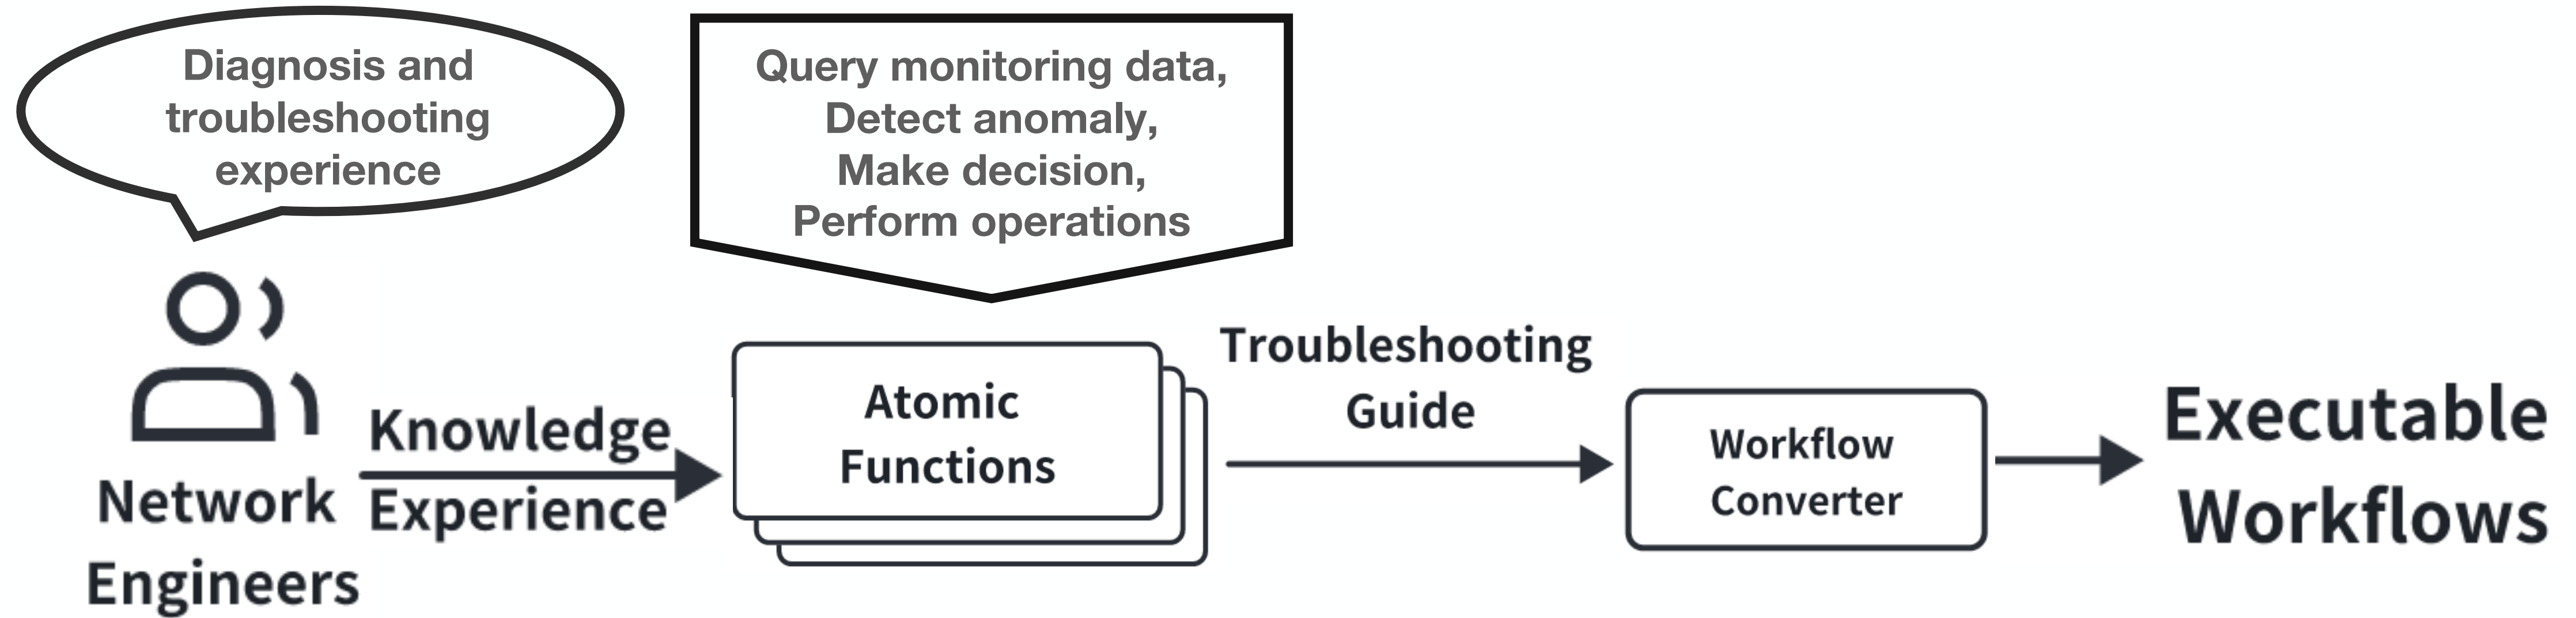 Diagnosis and
troubleshooting
experience
Query monitoring data,
Detect anomaly,
Make decision,
Perform operations
Network
Engineers
Knowledge
Experience
Atomic
Functions
Troubleshooting
Guide
Workflow
Converter
Executable
Workflows